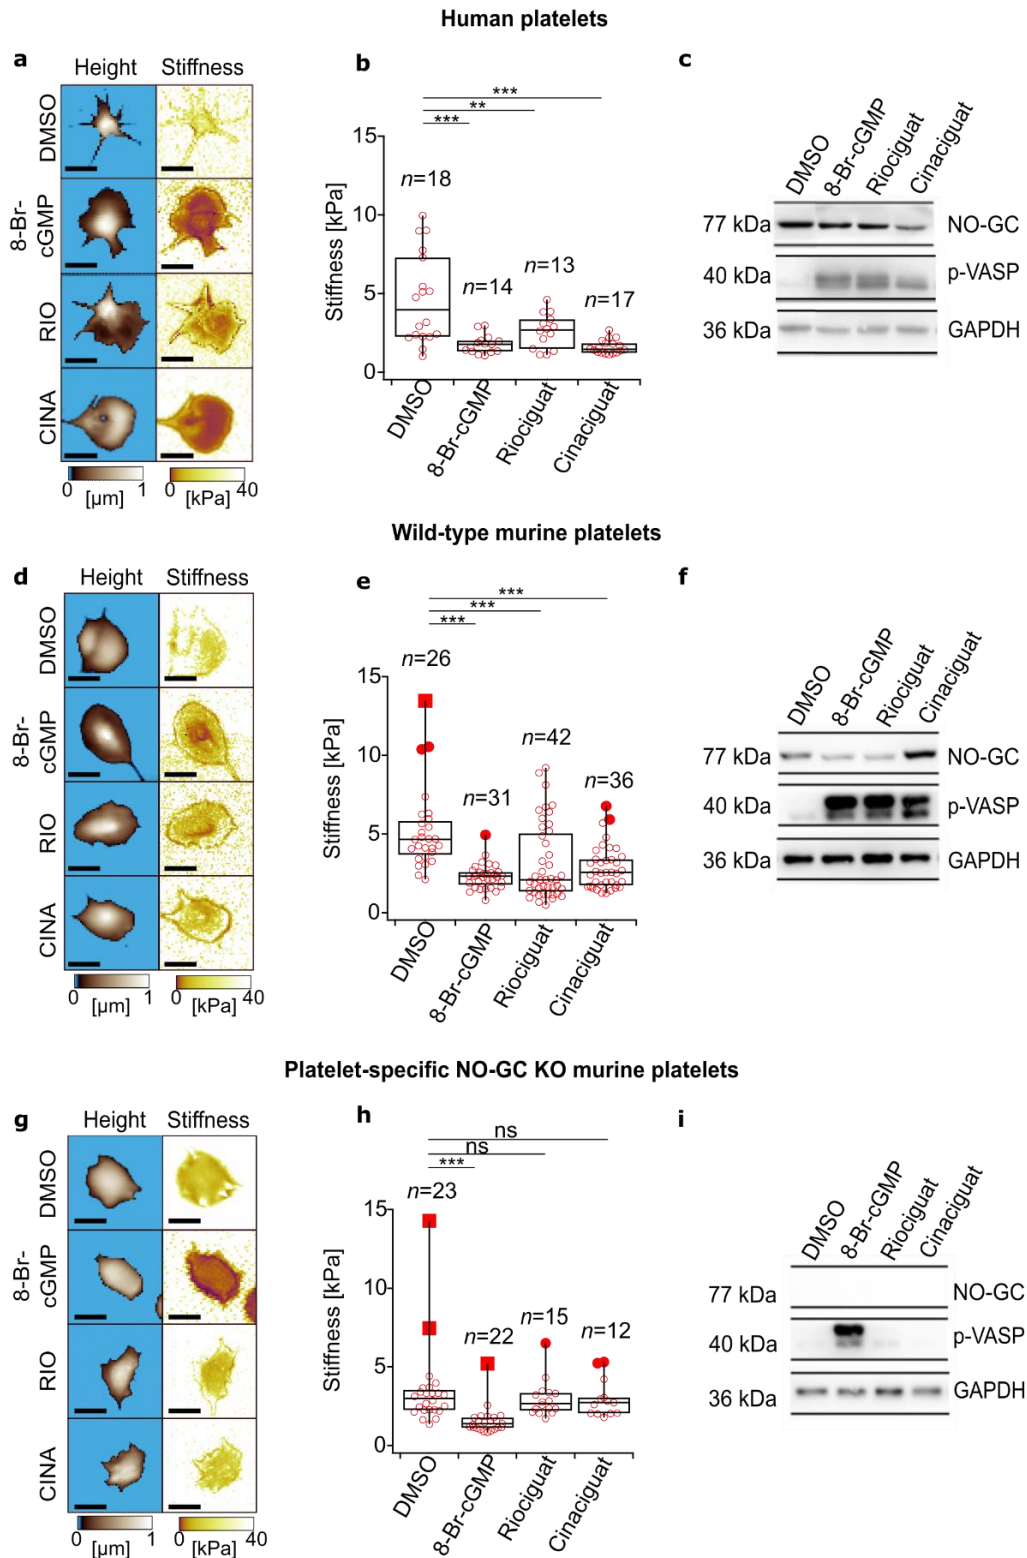 Human platelets
a
Height Stiffness
DMSO
8-Br-
cGMP
RIO
CINA
0 1
[µm]
0 40
[kPa]
b
***
**
***
Stiffness [kPa]
15
10
5
0
n=18
n=14
n=13
n=17
DMSO
8-Br-cGMP
Riociguat
Cinaciguat
c
DMSO
8-Br-cGMP
Riociguat
Cinaciguat
77 kDa NO-GC
40 kDa p-VASP
36 kDa GAPDH
Wild-type murine platelets
d
Height Stiffness
DMSO
8-Br-
cGMP
RIO
CINA
0 1
[µm]
0 40
[kPa]
e
***
***
***
Stiffness [kPa]
15
10
5
0
n=26
n=31
n=42
n=36
DMSO
8-Br-cGMP
Riociguat
Cinaciguat
f
DMSO
8-Br-cGMP
Riociguat
Cinaciguat
77 kDa NO-GC
40 kDa p-VASP
36 kDa GAPDH
Platelet-specific NO-GC KO murine platelets
g
Height Stiffness
DMSO
8-Br-
cGMP
RIO
CINA
0 1
[µm]
0 40
[kPa]
h
ns
ns
***
Stiffness [kPa]
15
10
5
0
n=23
n=22
n=15
n=12
DMSO
8-Br-cGMP
Riociguat
Cinaciguat
i
DMSO
8-Br-cGMP
Riociguat
Cinaciguat
77 kDa NO-GC
40 kDa p-VASP
36 kDa GAPDH